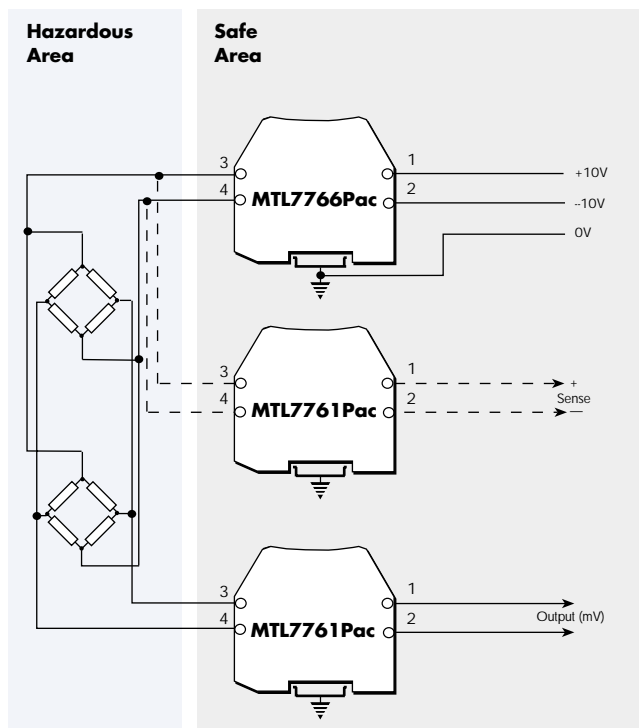 Hazardous
Area
Safe
Area
3
4
MTL7766Pac
1
2
+10V
--10V
0V
3
4
MTL7761Pac
1
2
+
Sense
—
3
4
MTL7761Pac
1
2
Output (mV)